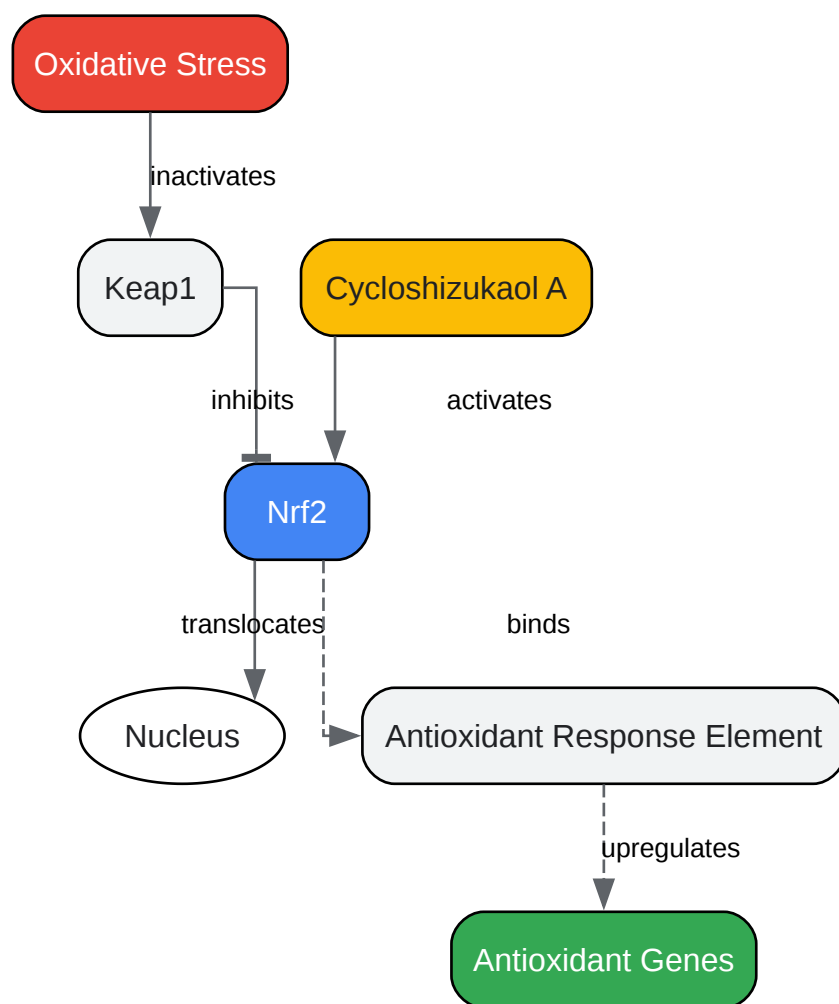 Oxidative Stress
inactivates
Keap1
Cycloshizukaol A
inhibits
activates
Nrf2
translocates
binds
Nucleus
Antioxidant Response Element
upregulates
Antioxidant Genes